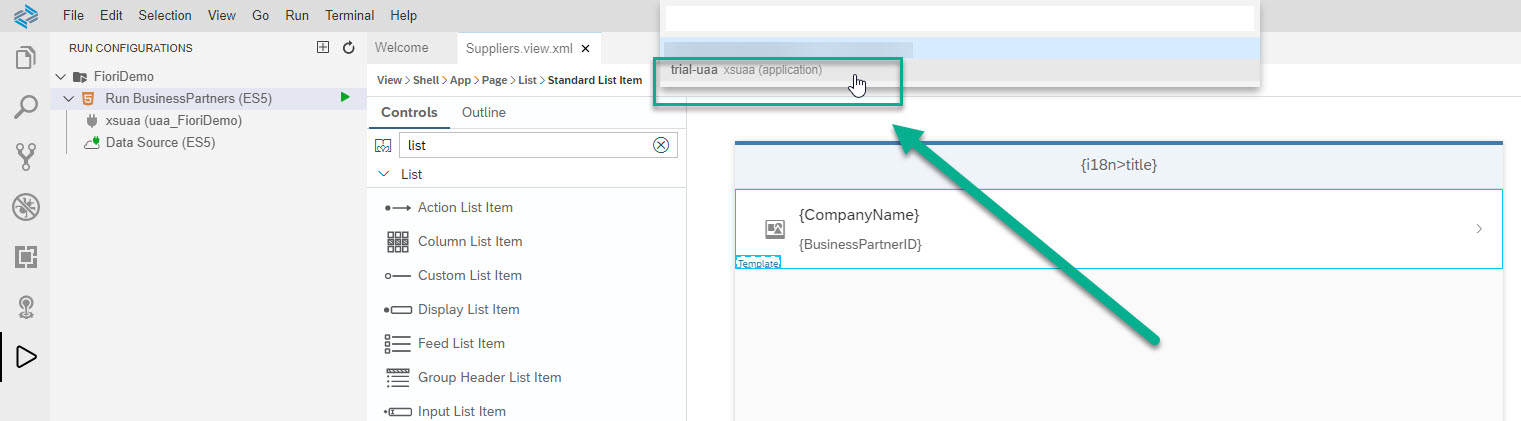 File Edit Selection View Go Run Terminal Help
RUN CONFIGURATIONS
FioriDemo
Run BusinessPartners (ES5)
xsuaa (uaa_FioriDemo)
Data Source (ES5)
Welcome
Suppliers.view.xml
View > Shell > App > Page > List > Standard List Item
Controls
Outline
list
List
Action List Item
Column List Item
Custom List Item
Display List Item
Feed List Item
Group Header List Item
Input List Item
trial-uaa xsuaa (application)
{i18n>title}
{CompanyName}
{BusinessPartnerID}
Template